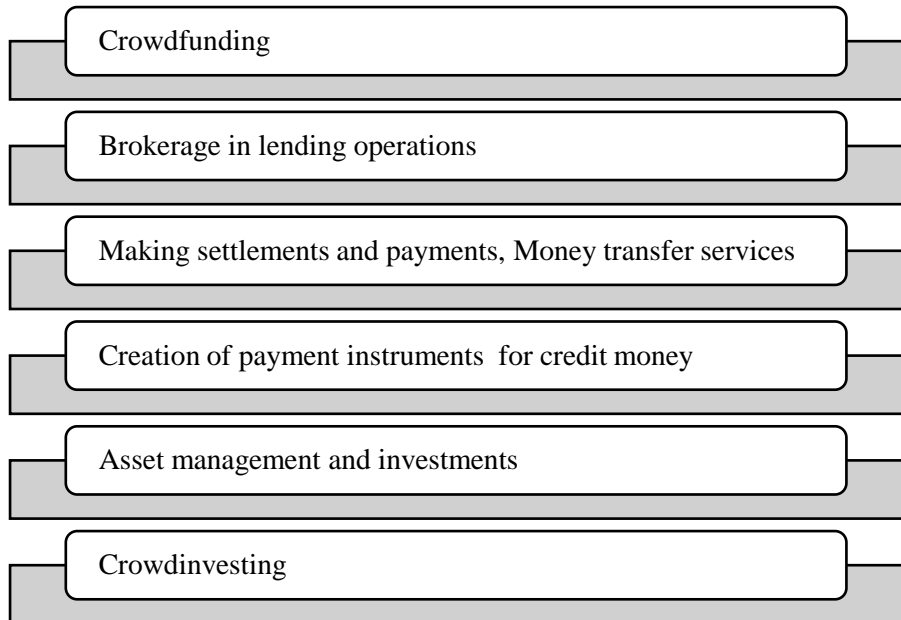 Crowdfunding
Brokerage in lending operations
Making settlements and payments, Money transfer services
Creation of payment instruments  for credit money
Asset management and investments
Crowdinvesting